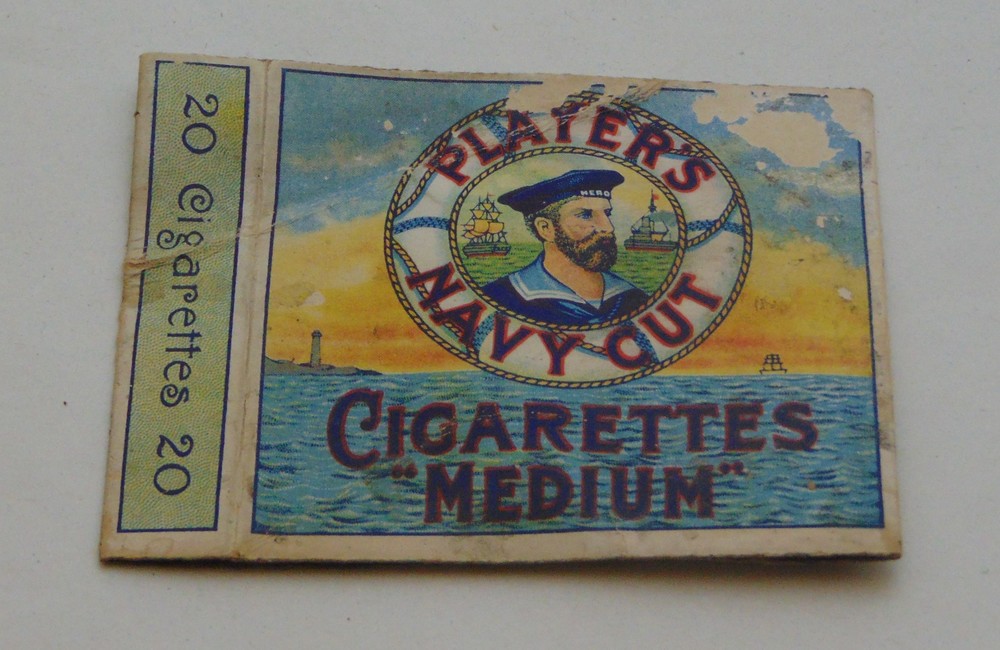 20 Cigarettes 20
PLAYER'S
HERO
NAVY CUT
CIGARETTES
"MEDIUM"